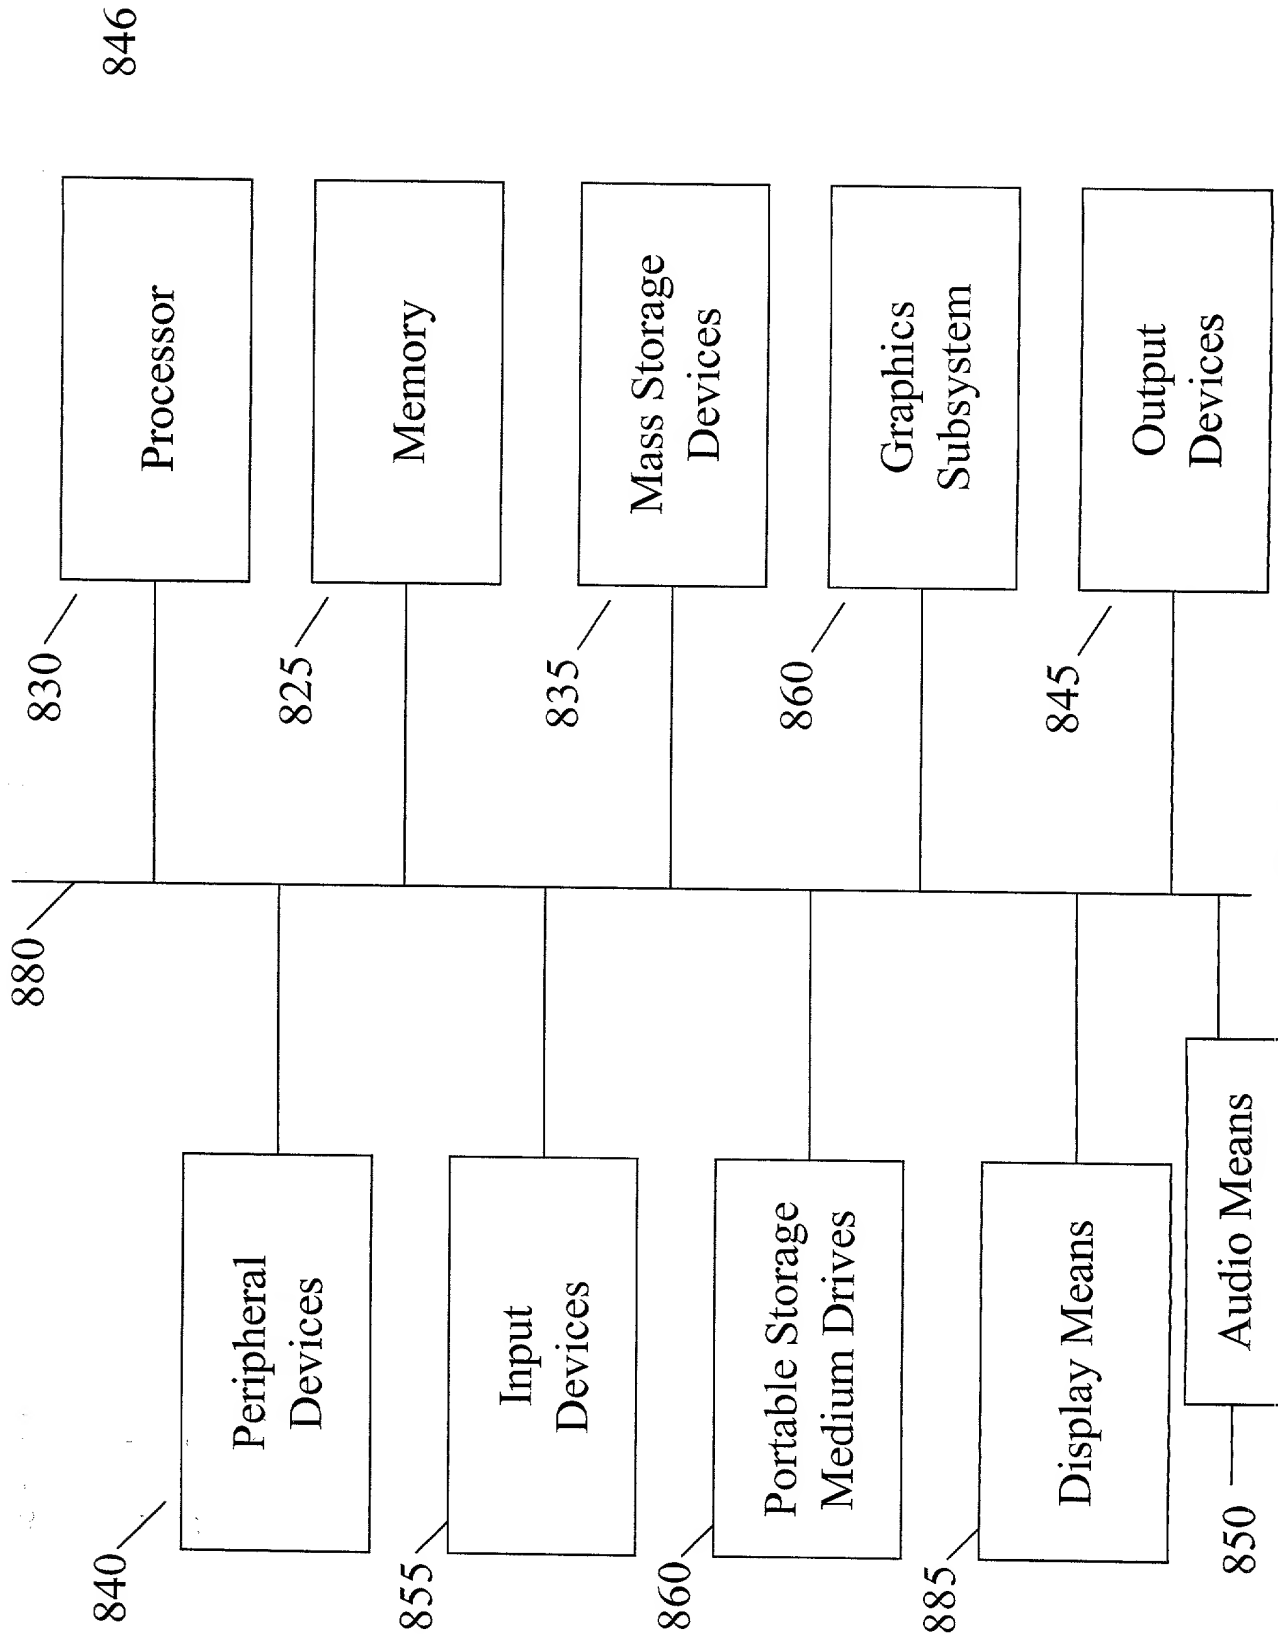 880
830
846
Processor
840
Peripheral
Devices
825
Memory
855
Input
Devices
835
Mass Storage
Devices
860
Portable Storage
Medium Drives
860
Graphics
Subsystem
885
Display Means
845
Output
Devices
850
Audio Means